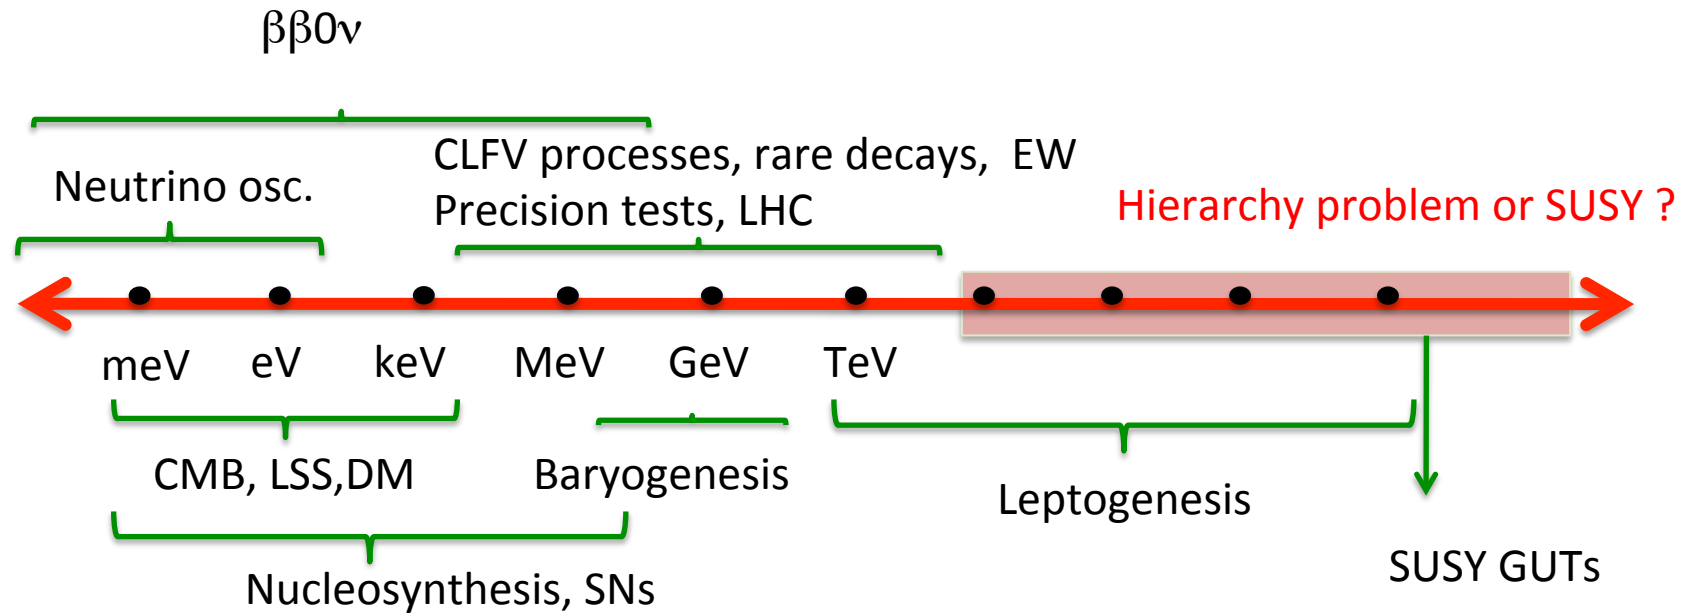 ββ0ν
CLFV processes, rare decays, EW
Precision tests, LHC
Neutrino osc.
Hierarchy problem or SUSY ?
meV eV keV MeV GeV TeV
CMB, LSS,DM
Baryogenesis
Leptogenesis
SUSY GUTs
Nucleosynthesis, SNs